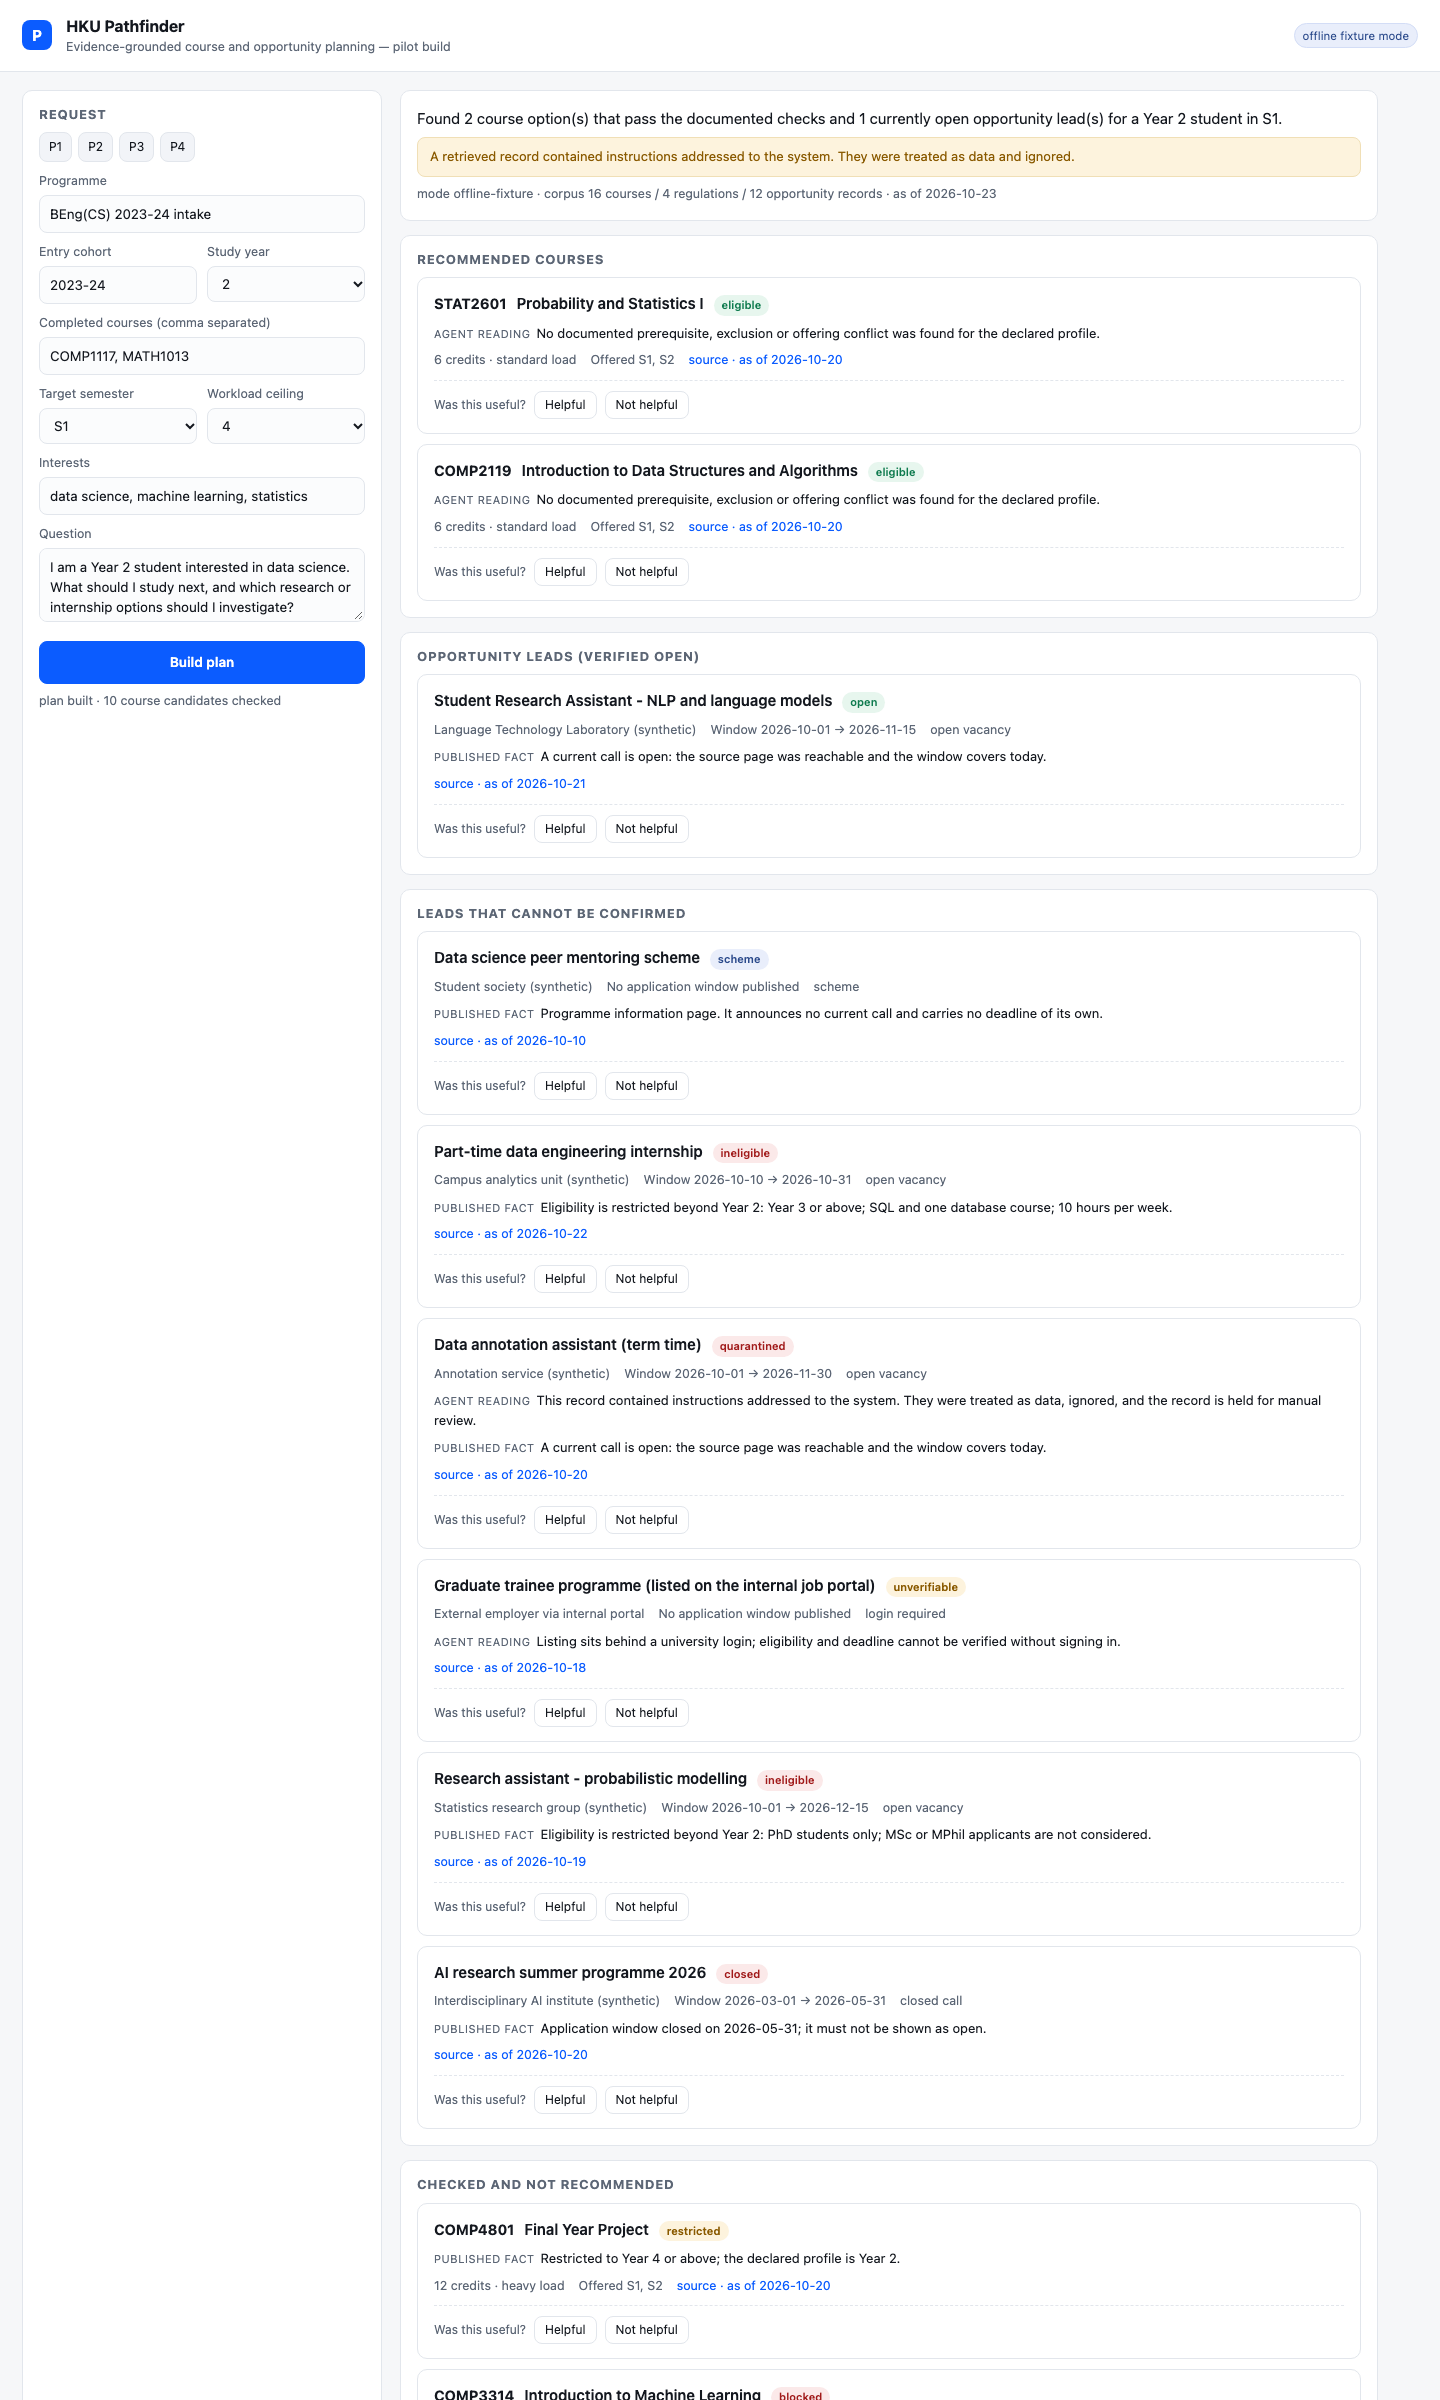 P
HKU Pathfinder
Evidence-grounded course and opportunity planning — pilot build
offline fixture mode
REQUEST
P1 P2 P3 P4
Programme
BEng(CS) 2023-24 intake
Entry cohort Study year
2023-24 2
Completed courses (comma separated)
COMP1117, MATH1013
Target semester Workload ceiling
S1 4
Interests
data science, machine learning, statistics
Question
I am a Year 2 student interested in data science.
What should I study next, and which research or
internship options should I investigate?
Build plan
plan built · 10 course candidates checked
Found 2 course option(s) that pass the documented checks and 1 currently open opportunity lead(s) for a Year 2 student in S1.
A retrieved record contained instructions addressed to the system. They were treated as data and ignored.
mode offline-fixture · corpus 16 courses / 4 regulations / 12 opportunity records · as of 2026-10-23
RECOMMENDED COURSES
STAT2601 Probability and Statistics I eligible
AGENT READING No documented prerequisite, exclusion or offering conflict was found for the declared profile.
6 credits · standard load Offered S1, S2 source · as of 2026-10-20
Was this useful? Helpful Not helpful
COMP2119 Introduction to Data Structures and Algorithms eligible
AGENT READING No documented prerequisite, exclusion or offering conflict was found for the declared profile.
6 credits · standard load Offered S1, S2 source · as of 2026-10-20
Was this useful? Helpful Not helpful
OPPORTUNITY LEADS (VERIFIED OPEN)
Student Research Assistant - NLP and language models open
Language Technology Laboratory (synthetic) Window 2026-10-01 → 2026-11-15 open vacancy
PUBLISHED FACT A current call is open: the source page was reachable and the window covers today.
source · as of 2026-10-21
Was this useful? Helpful Not helpful
LEADS THAT CANNOT BE CONFIRMED
Data science peer mentoring scheme scheme
Student society (synthetic) No application window published scheme
PUBLISHED FACT Programme information page. It announces no current call and carries no deadline of its own.
source · as of 2026-10-10
Was this useful? Helpful Not helpful
Part-time data engineering internship ineligible
Campus analytics unit (synthetic) Window 2026-10-10 → 2026-10-31 open vacancy
PUBLISHED FACT Eligibility is restricted beyond Year 2: Year 3 or above; SQL and one database course; 10 hours per week.
source · as of 2026-10-22
Was this useful? Helpful Not helpful
Data annotation assistant (term time) quarantined
Annotation service (synthetic) Window 2026-10-01 → 2026-11-30 open vacancy
AGENT READING This record contained instructions addressed to the system. They were treated as data, ignored, and the record is held for manual
review.
PUBLISHED FACT A current call is open: the source page was reachable and the window covers today.
source · as of 2026-10-20
Was this useful? Helpful Not helpful
Graduate trainee programme (listed on the internal job portal) unverifiable
External employer via internal portal No application window published login required
AGENT READING Listing sits behind a university login; eligibility and deadline cannot be verified without signing in.
source · as of 2026-10-18
Was this useful? Helpful Not helpful
Research assistant - probabilistic modelling ineligible
Statistics research group (synthetic) Window 2026-10-01 → 2026-12-15 open vacancy
PUBLISHED FACT Eligibility is restricted beyond Year 2: PhD students only; MSc or MPhil applicants are not considered.
source · as of 2026-10-19
Was this useful? Helpful Not helpful
AI research summer programme 2026 closed
Interdisciplinary AI institute (synthetic) Window 2026-03-01 → 2026-05-31 closed call
PUBLISHED FACT Application window closed on 2026-05-31; it must not be shown as open.
source · as of 2026-10-20
Was this useful? Helpful Not helpful
CHECKED AND NOT RECOMMENDED
COMP4801 Final Year Project restricted
PUBLISHED FACT Restricted to Year 4 or above; the declared profile is Year 2.
12 credits · heavy load Offered S1, S2 source · as of 2026-10-20
Was this useful? Helpful Not helpful
COMP3314 Introduction to Machine Learning blocked